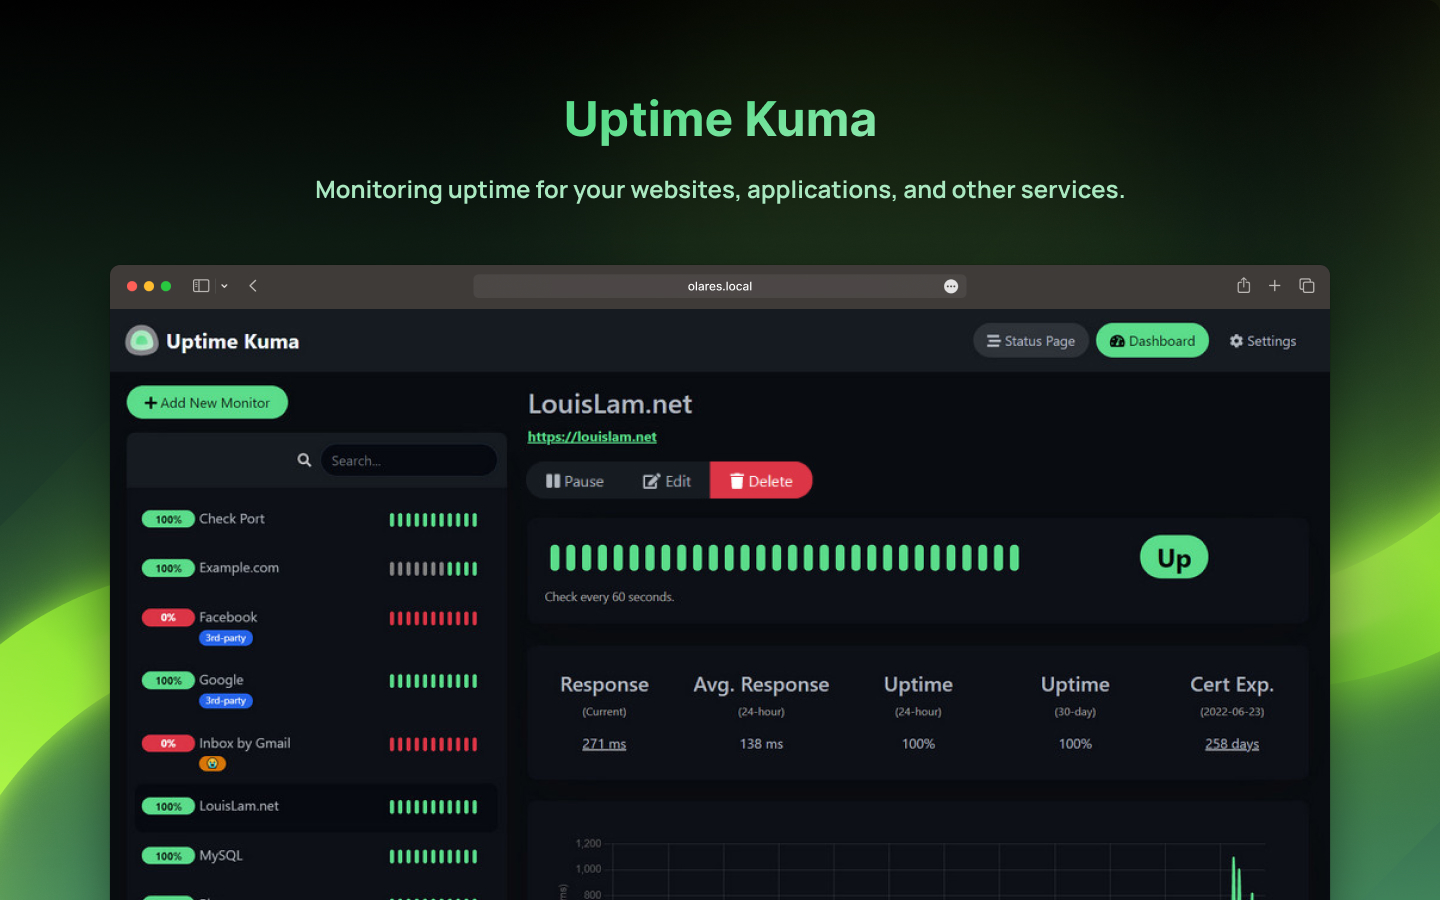 Uptime Kuma
Monitoring uptime for your websites, applications, and other services.
olares.local
Uptime Kuma
Status Page
Dashboard
Settings
Add New Monitor
Search...
100% Check Port
100% Example.com
0% Facebook
3rd-party
100% Google
3rd-party
0% Inbox by Gmail
100% LouisLam.net
100% MySQL
LouisLam.net
https://louislam.net
Pause
Edit
Delete
Up
Check every 60 seconds.
Response
(Current)
271 ms
Avg. Response
(24-hour)
138 ms
Uptime
(24-hour)
100%
Uptime
(30-day)
100%
Cert Exp.
(2022-06-23)
258 days
1,200
1,000
800